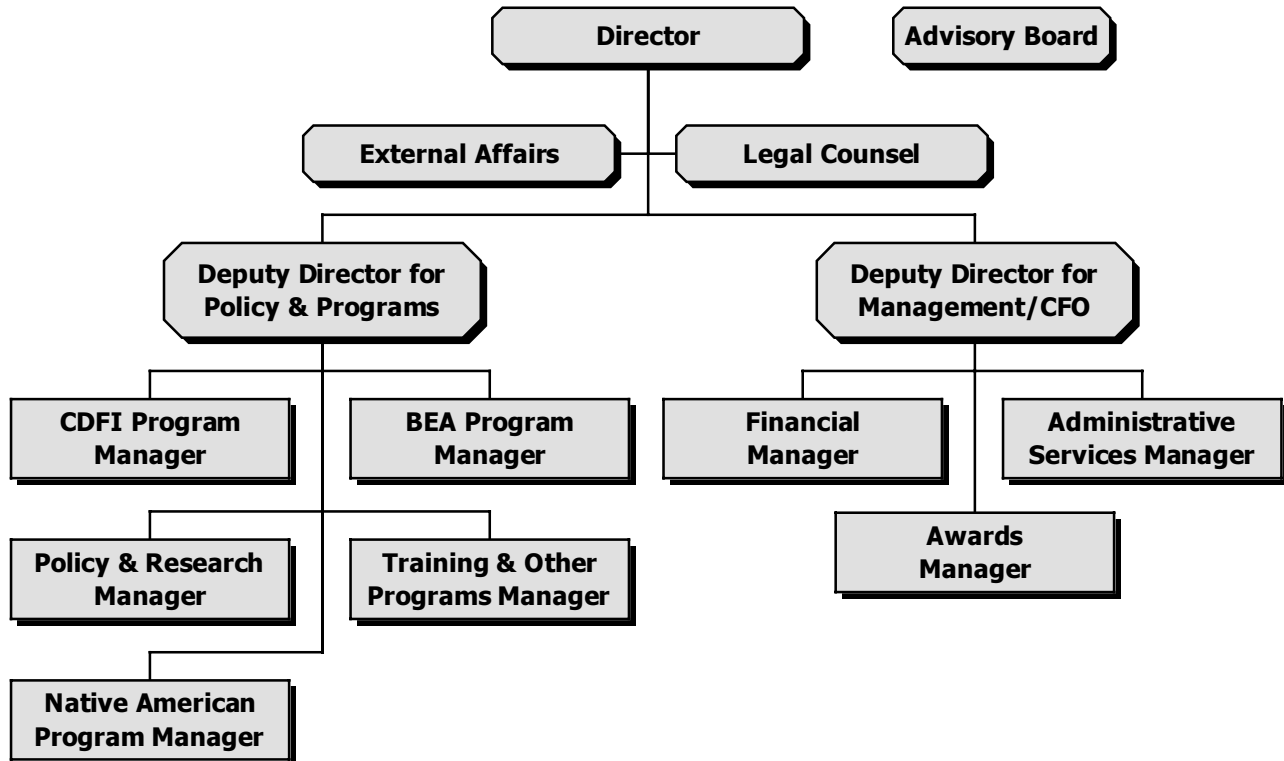 Director
Advisory Board
External Affairs
Legal Counsel
Deputy Director for
Policy & Programs
Deputy Director for
Management/CFO
CDFI Program
Manager
BEA Program
Manager
Financial
Manager
Administrative
Services Manager
Policy & Research
Manager
Training & Other
Programs Manager
Awards
Manager
Native American
Program Manager